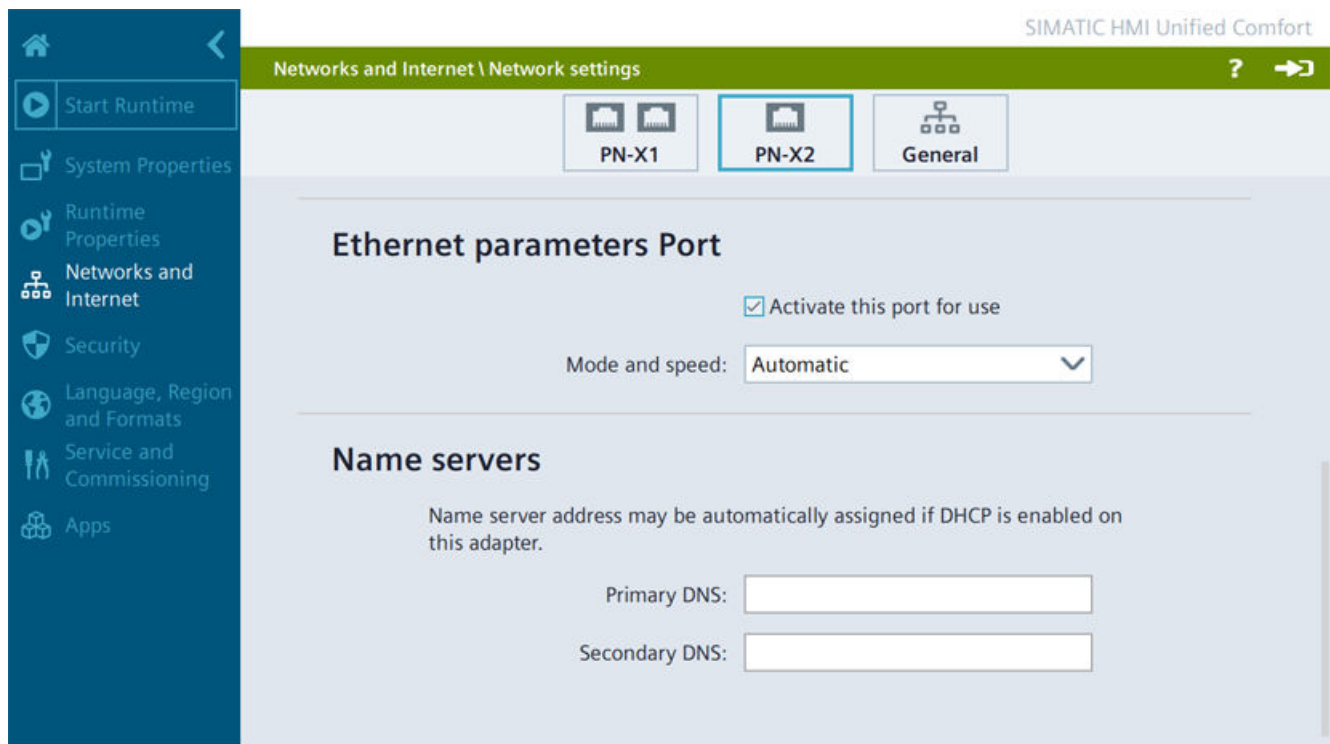 SIMATIC HMI Unified Comfort
Networks and Internet \ Network settings
?
Start Runtime
System Properties
Runtime
Properties
Networks and
Internet
Security
Language, Region
and Formats
Service and
Commissioning
Apps
PN-X1
PN-X2
General
Ethernet parameters Port
Activate this port for use
Mode and speed: Automatic
Name servers
Name server address may be automatically assigned if DHCP is enabled on
this adapter.
Primary DNS:
Secondary DNS: